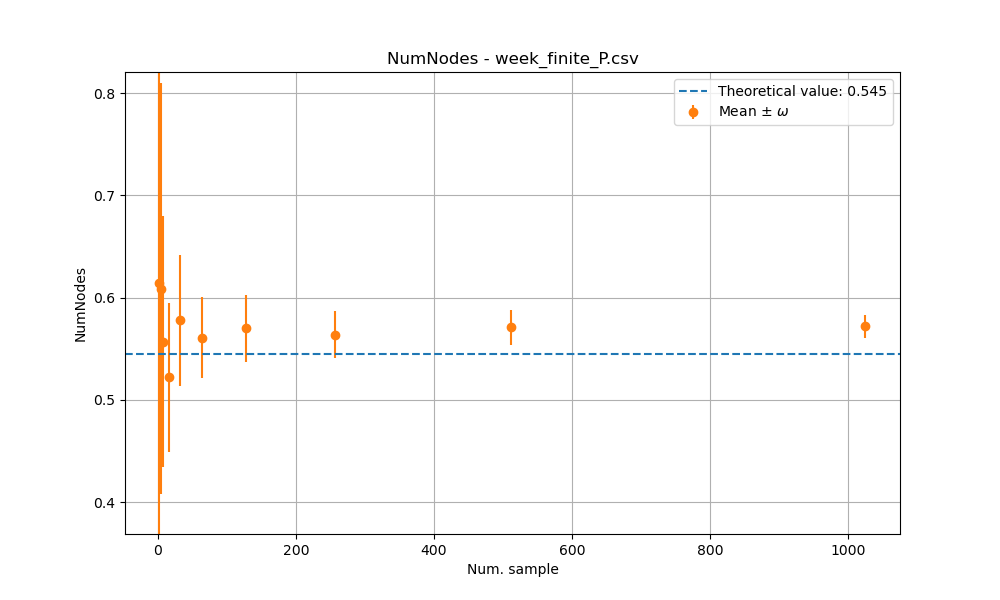 NumNodes - week_finite_P.csv
Theoretical value: 0.545
Mean ± ω
NumNodes
0.8
0.7
0.6
0.5
0.4
0
200
400
600
800
1000
Num. sample